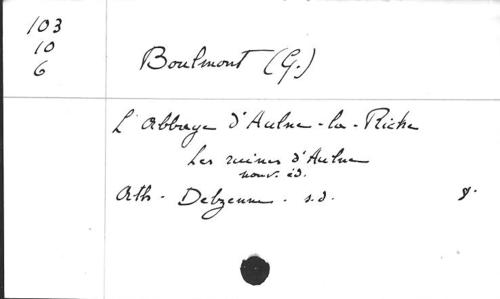 103
10
6
Boulmont (G.)
L'Abbaye d'Aulne-la-Riche
Les ruines d'Aulne
nouv. éd.
Ath - Delzenne - s.d. 8.